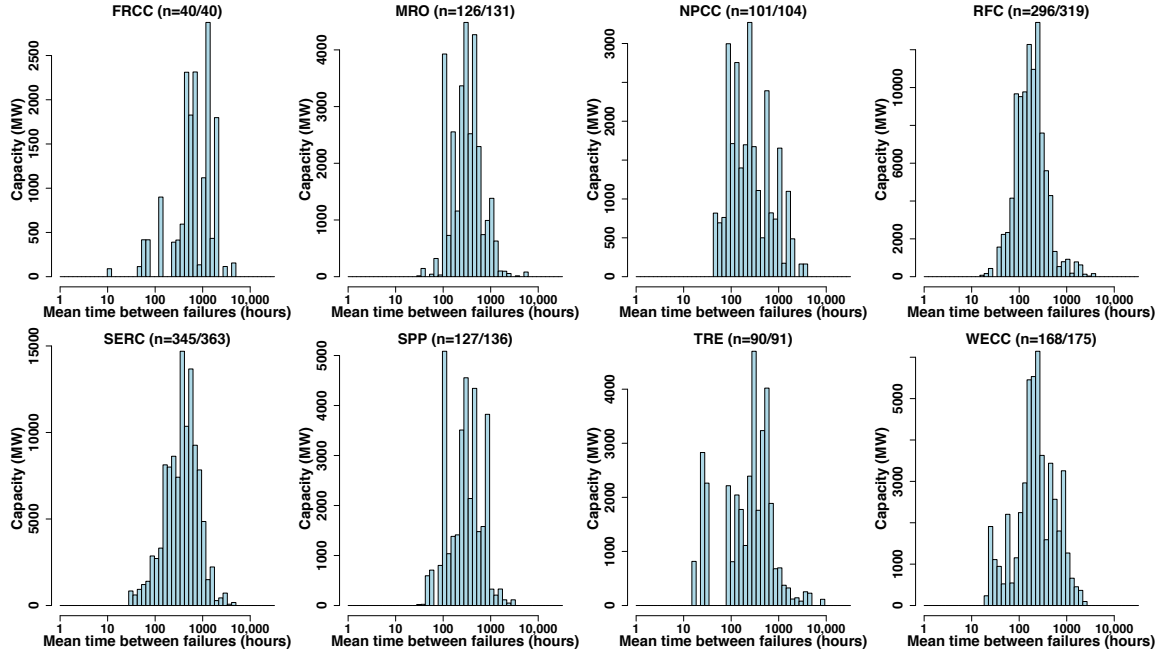 FRCC (n=40/40)
Capacity (MW)
0 500 1000 1500 2000 2500
1 10 100 1000 10,000
Mean time between failures (hours)
MRO (n=126/131)
Capacity (MW)
0 1000 2000 3000 4000
1 10 100 1000 10,000
Mean time between failures (hours)
NPCC (n=101/104)
Capacity (MW)
0 500 1000 2000 3000
1 10 100 1000 10,000
Mean time between failures (hours)
RFC (n=296/319)
Capacity (MW)
0 2000 6000 10000
1 10 100 1000 10,000
Mean time between failures (hours)
SERC (n=345/363)
Capacity (MW)
0 5000 10000 15000
1 10 100 1000 10,000
Mean time between failures (hours)
SPP (n=127/136)
Capacity (MW)
0 1000 2000 3000 4000 5000
1 10 100 1000 10,000
Mean time between failures (hours)
TRE (n=90/91)
Capacity (MW)
0 1000 2000 3000 4000
1 10 100 1000 10,000
Mean time between failures (hours)
WECC (n=168/175)
Capacity (MW)
0 1000 3000 5000
1 10 100 1000 10,000
Mean time between failures (hours)